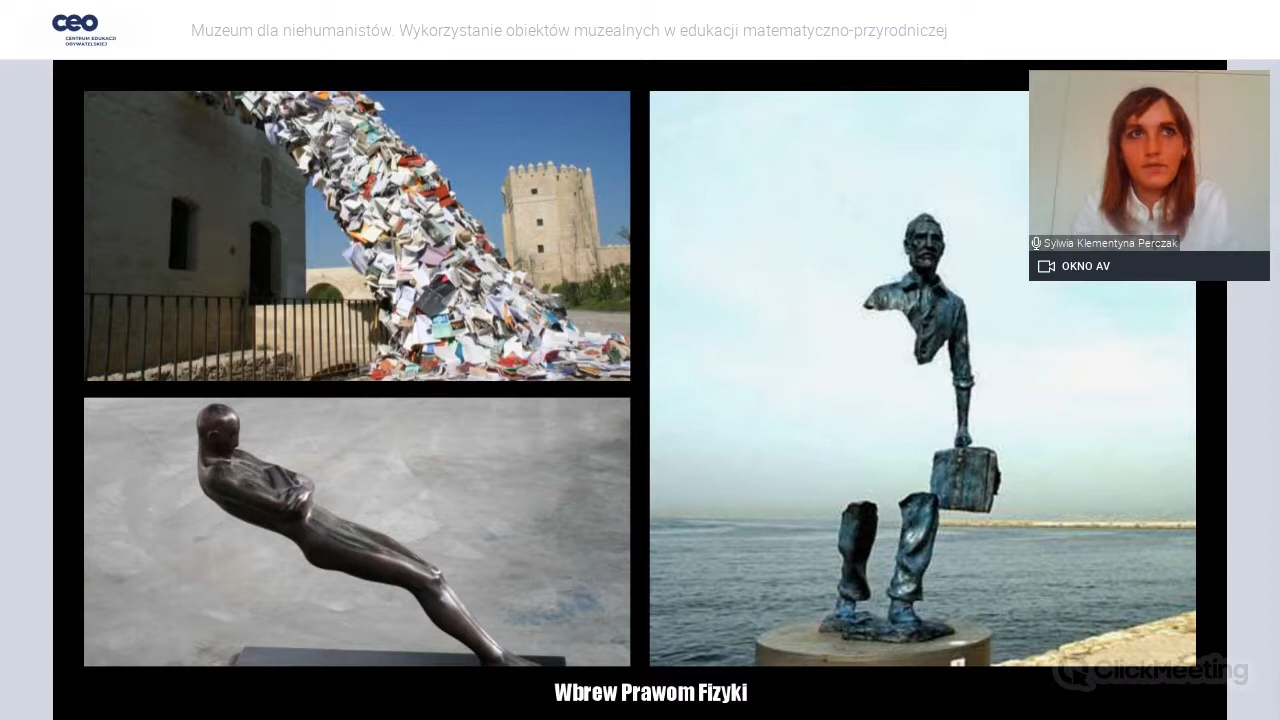 ceo
CENTRUM EDUKACJI
OBYWATELSKIEJ
Muzeum dla niehumanistów. Wykorzystanie obiektów muzealnych w edukacji matematyczno-przyrodniczej
Sylwia Klementyna Perczak
OKNO AV
Wbrew Prawom Fizyki
ClickMeeting